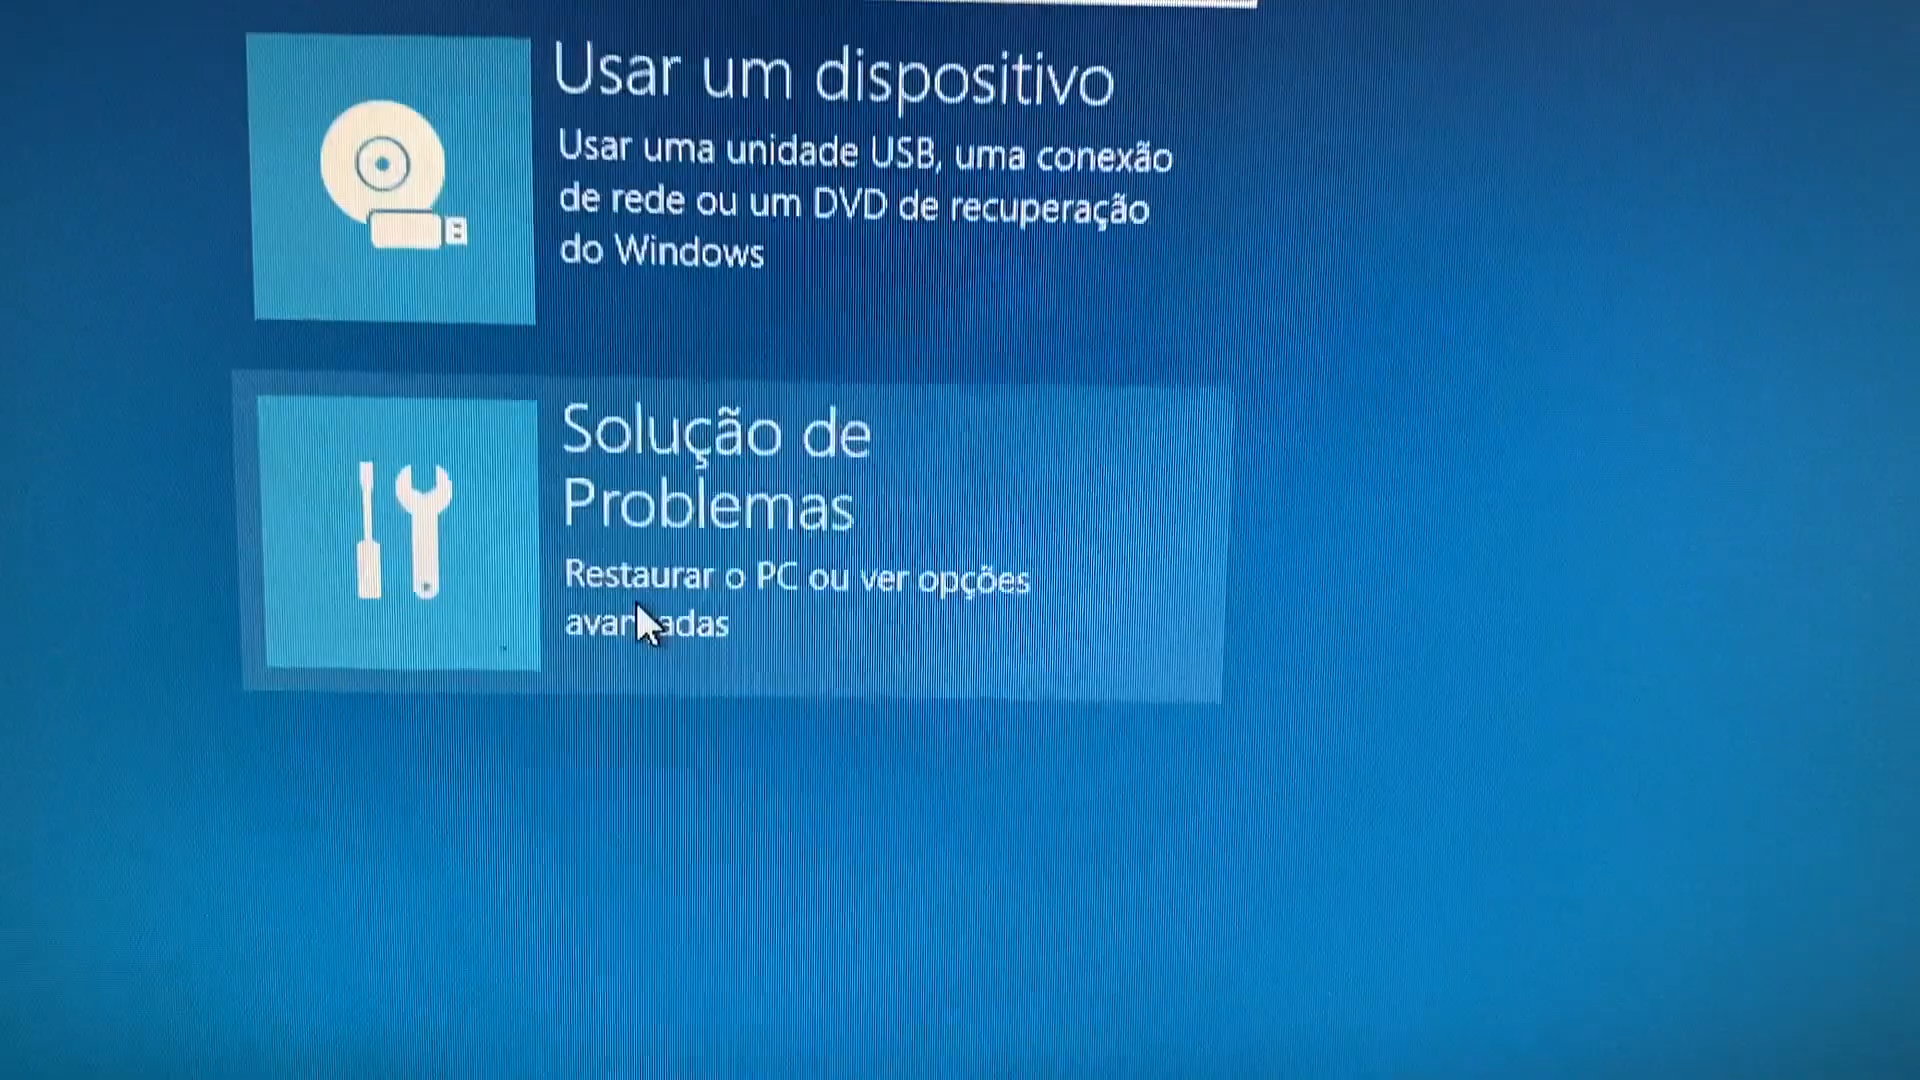 Usar um dispositivo
Usar uma unidade USB, uma conexão
de rede ou um DVD de recuperação
do Windows
Solução de
Problemas
Restaurar o PC ou ver opções
avançadas